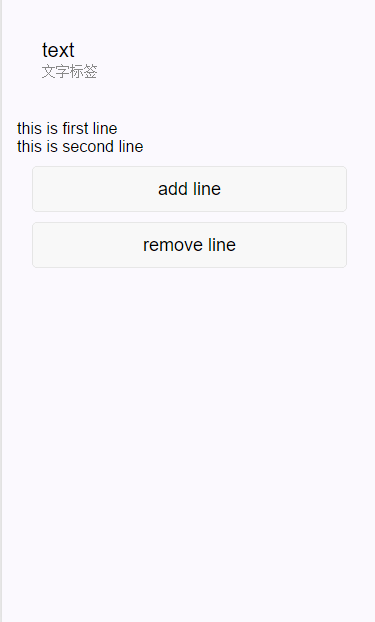 text
文字标签
this is first line
this is second line
add line
remove line